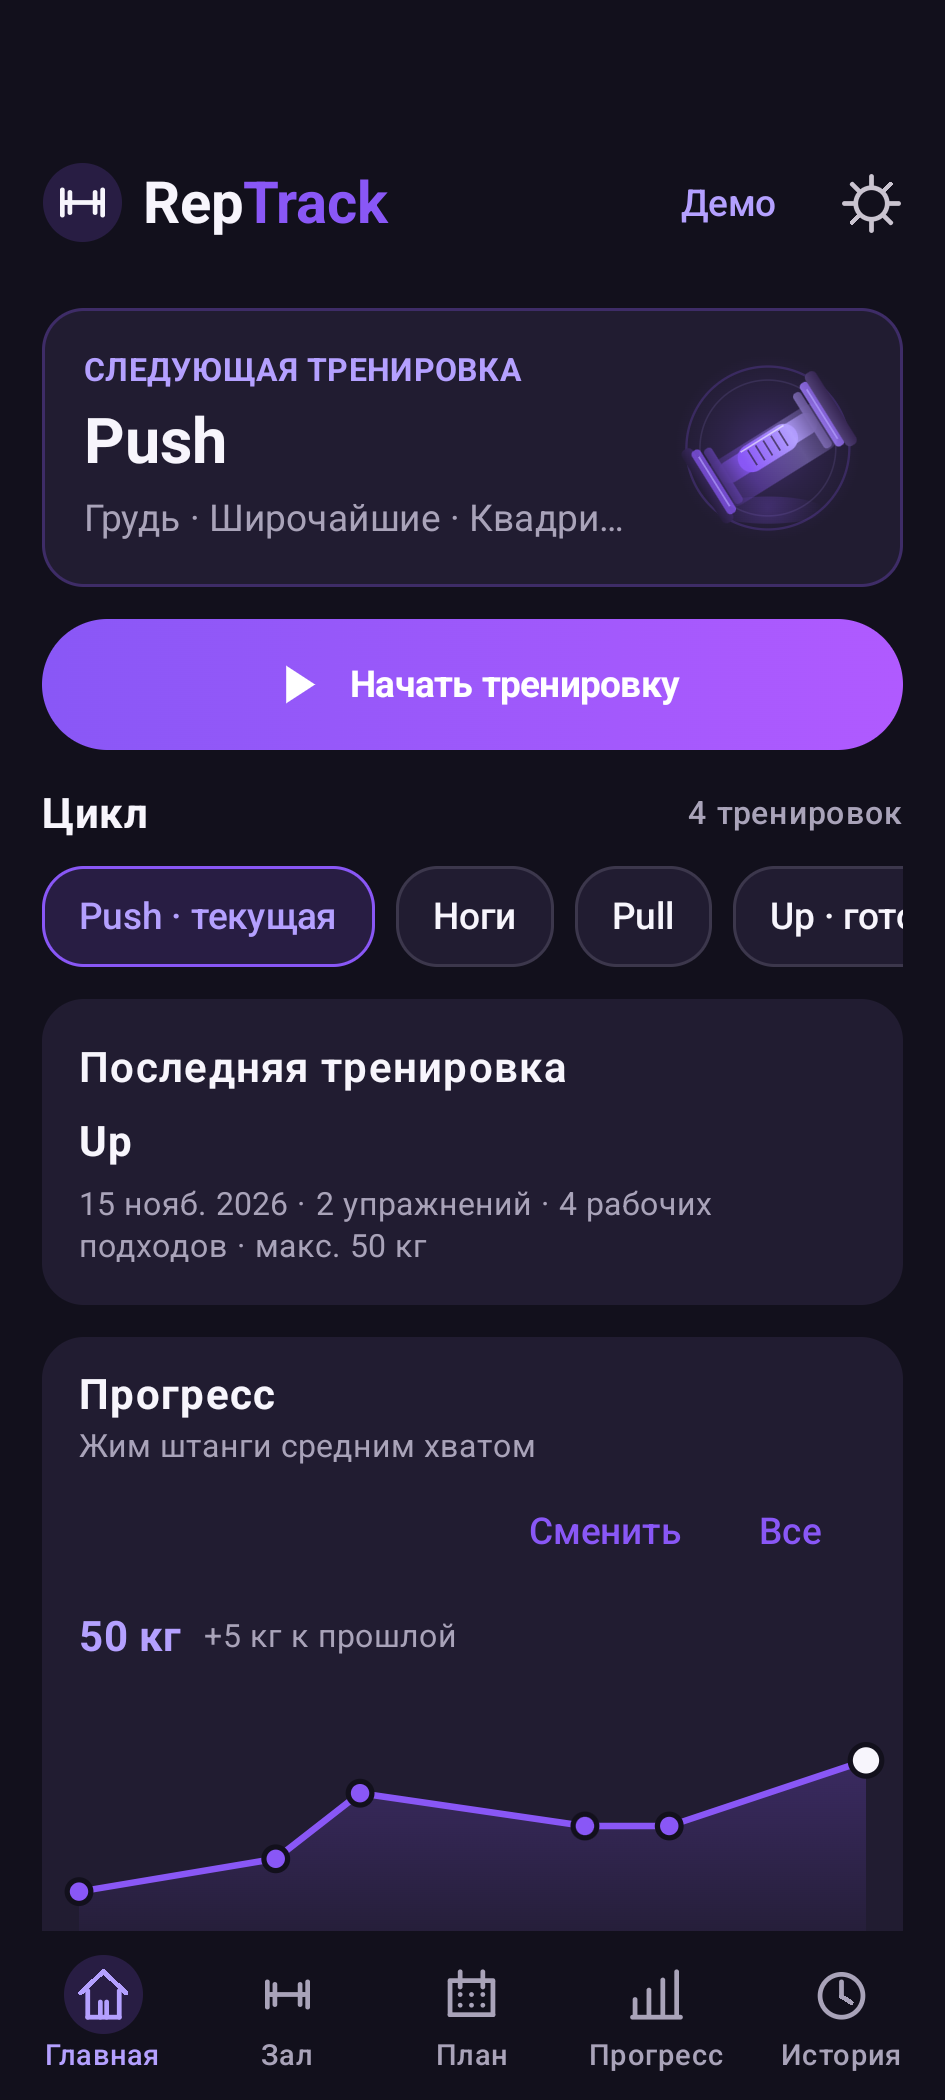 RepTrack
Демо
СЛЕДУЮЩАЯ ТРЕНИРОВКА
Push
Грудь · Широчайшие · Квадри...
Начать тренировку
Цикл
4 тренировок
Push · текущая
Ноги
Pull
Up · гото
Последняя тренировка
Up
15 нояб. 2026 · 2 упражнений · 4 рабочих
подходов · макс. 50 кг
Прогресс
Жим штанги средним хватом
Сменить
Все
50 кг +5 кг к прошлой
Главная
Зал
План
Прогресс
История